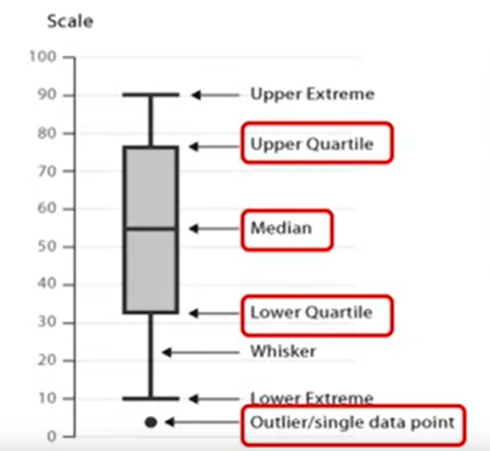 Scale
100
90
Upper Extreme
80
Upper Quartile
70
60
Median
50
40
Lower Quartile
30
Whisker
20
10
Lower Extreme
Outlier/single data point
0